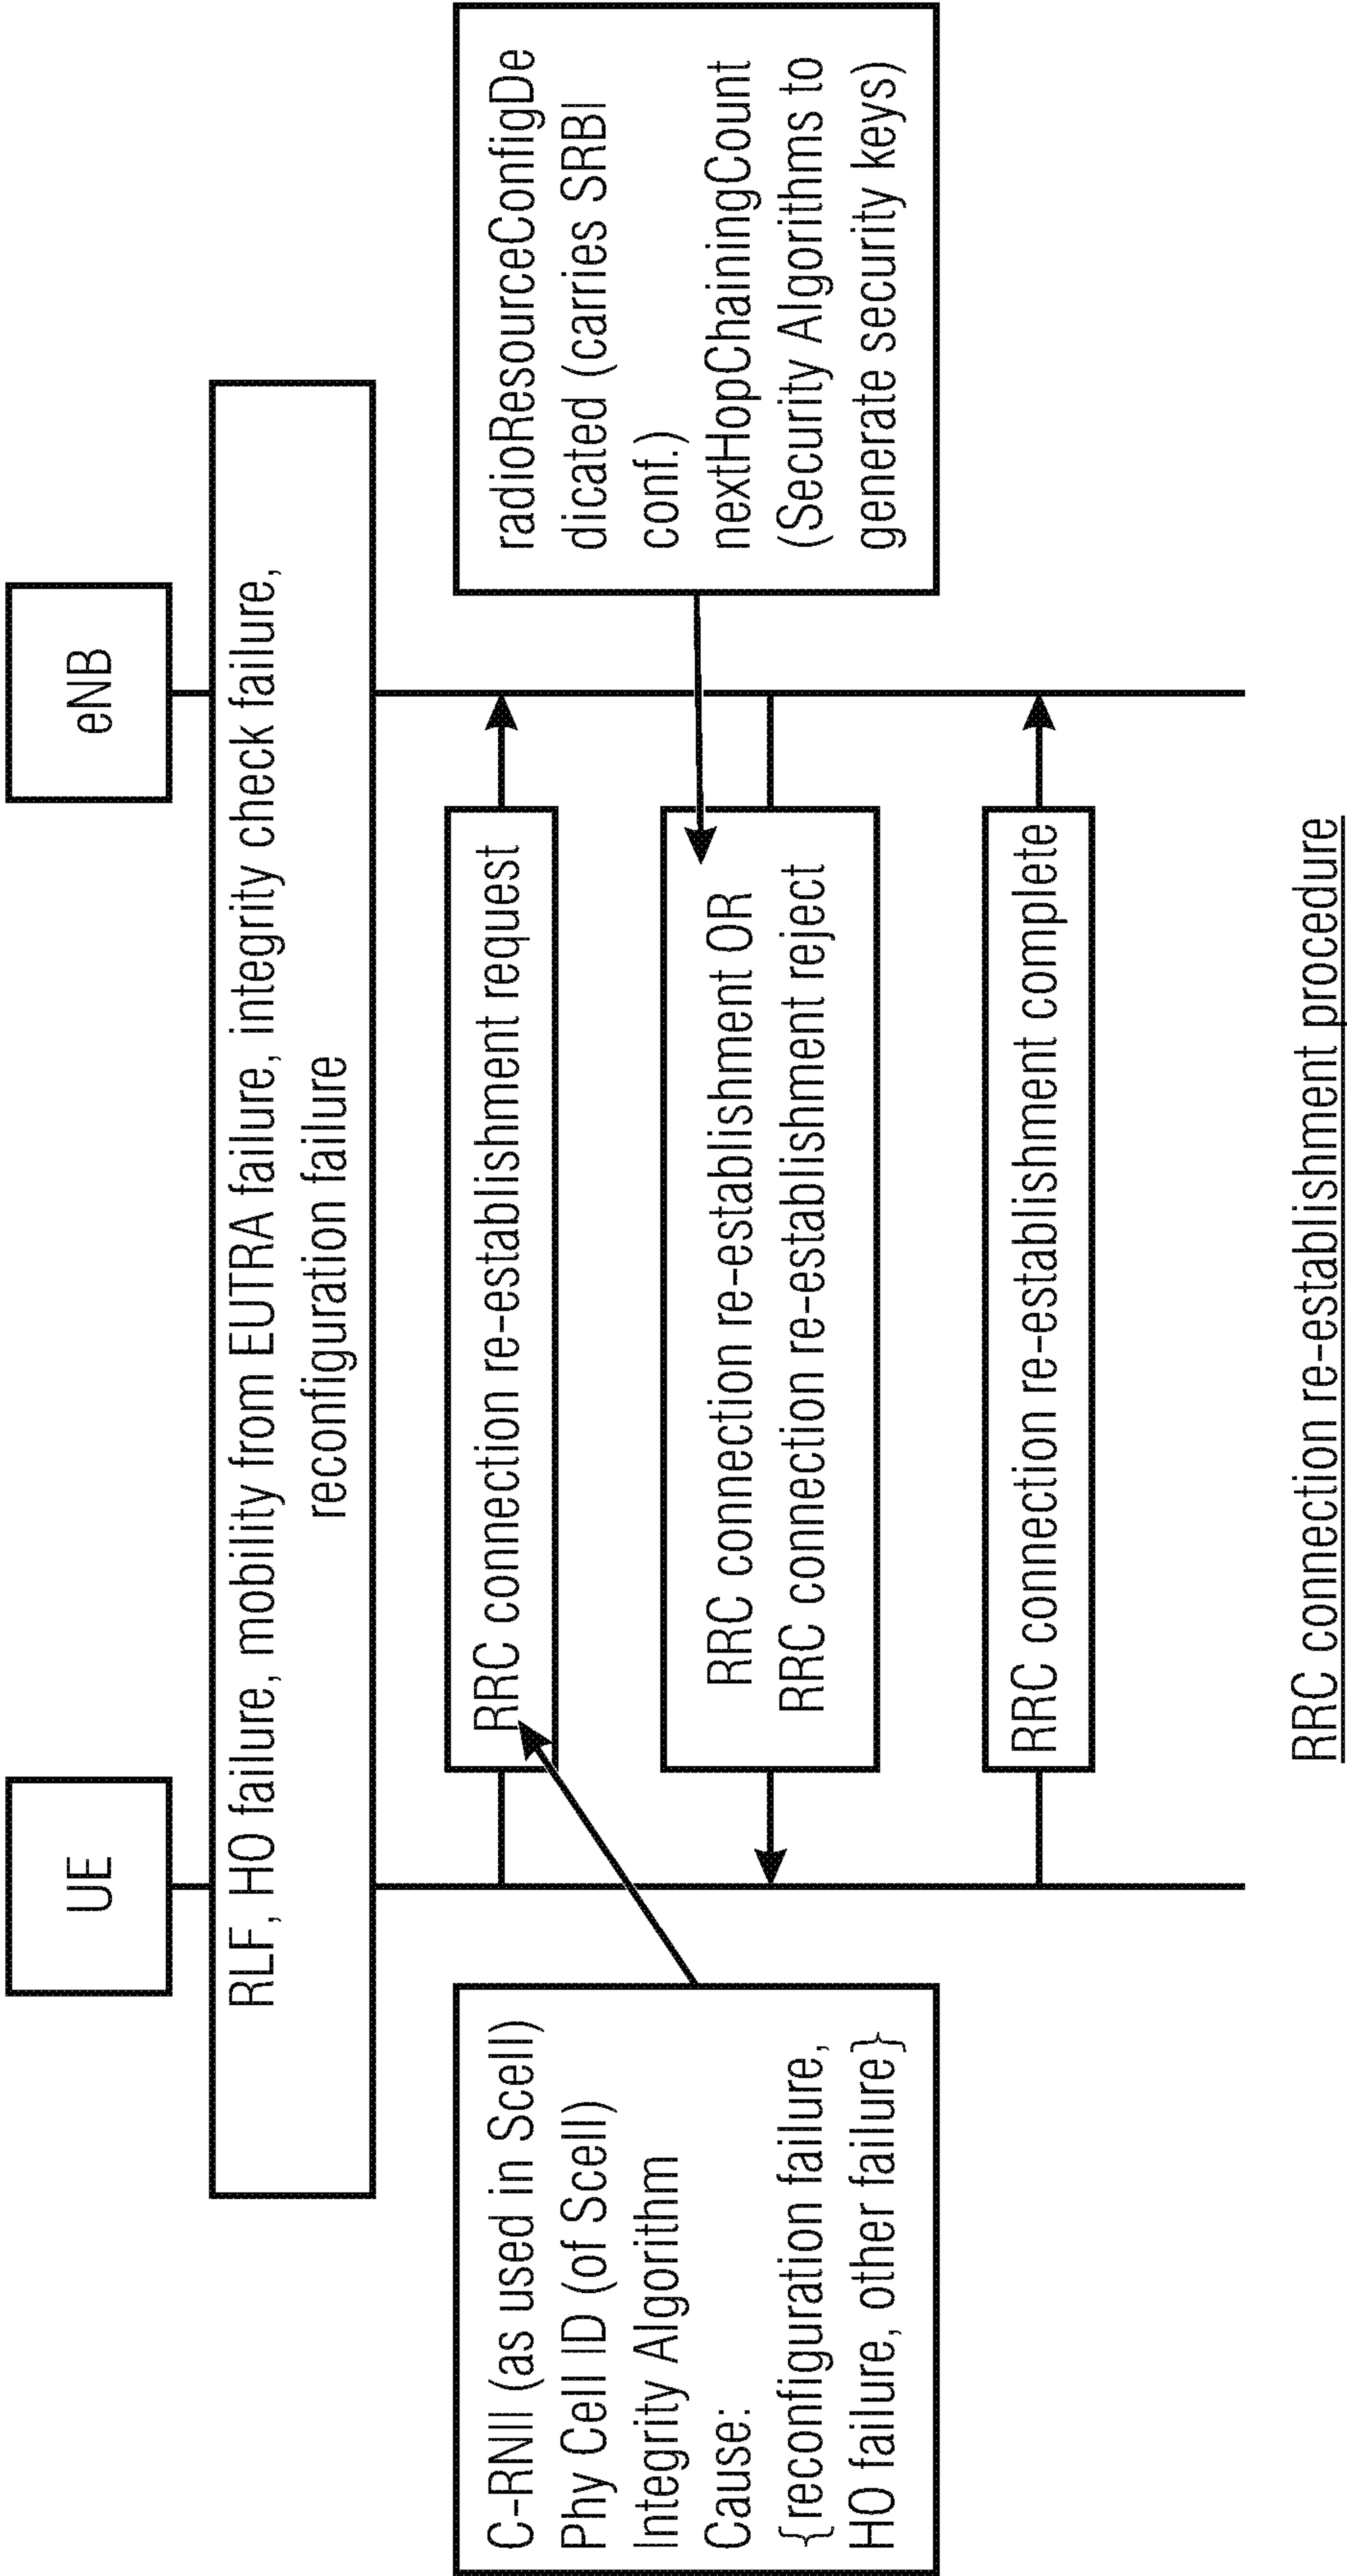 UE
eNB
RLF, HO failure, mobility from EUTRA failure, integrity check failure,
reconfiguration failure
C-RNII (as used in Scell)
Phy Cell ID (of Scell)
Integrity Algorithm
Cause:
{reconfiguration failure,
HO failure, other failure}
RRC connection re-establishment request
RRC connection re-establishment OR
RRC connection re-establishment reject
RRC connection re-establishment complete
radioResourceConfigDe
dicated (carries SRBI
conf.)
nextHopChainingCount
(Security Algorithms to
generate security keys)
RRC connection re-establishment procedure